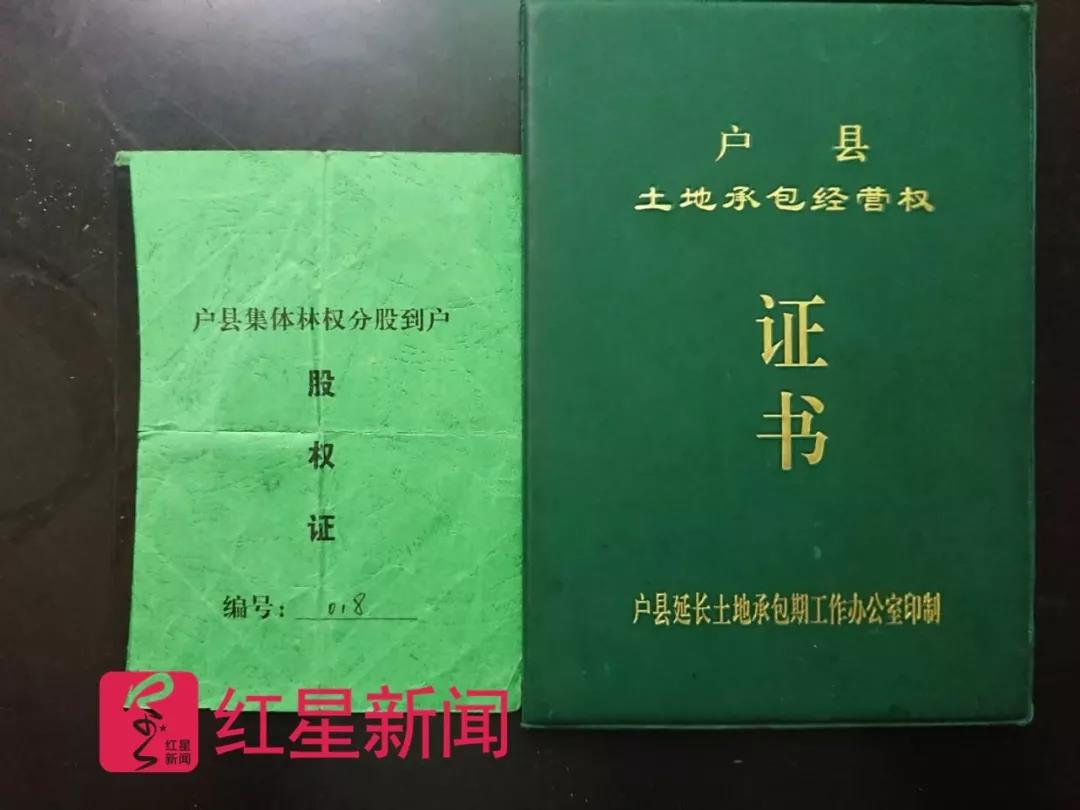 户县集体林权分股到户
股
权
证
编号: 018
户县
土地承包经营权
证
书
户县延长土地承包期工作办公室印制
红星
新闻
红星新闻